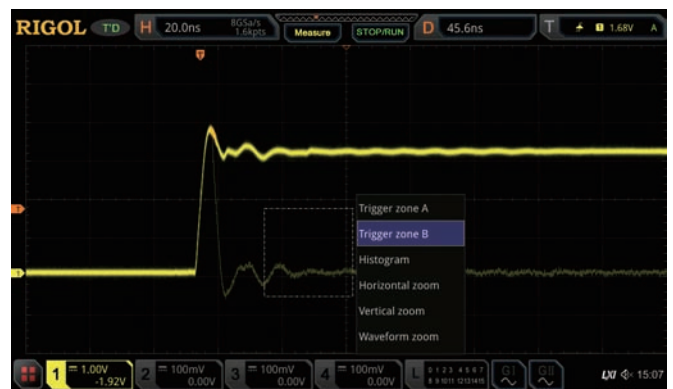 RIGOL T'D H 20.0ns 8GSa/s 1.6kpts Measure STOP/RUN D 45.6ns T 1 1.68V A
T
Trigger zone A
Trigger zone B
Histogram
Horizontal zoom
Vertical zoom
Waveform zoom
1 1.00V -1.92V 2 100mV 0.00V 3 100mV 0.00V 4 100mV 0.00V L 0 1 2 3 4 5 6 7 8 9 10 11 12 13 14 15 GI GII LXI 15:07